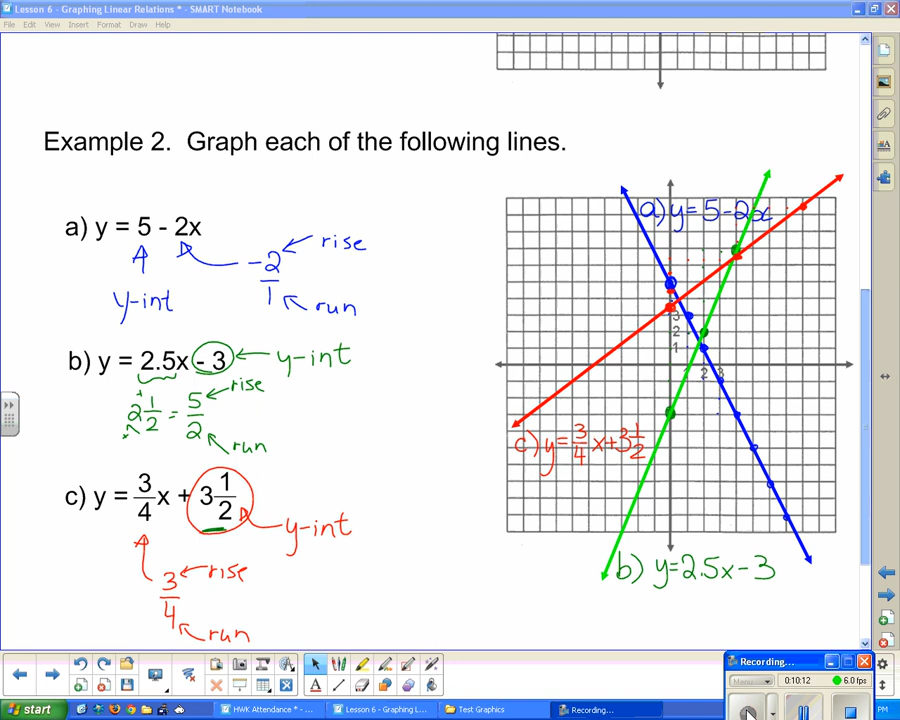 Lesson 6 - Graphing Linear Relations * - SMART Notebook
File Edit View Insert Format Draw Help
Example 2. Graph each of the following lines.
a) y = 5 - 2x
-2/1
rise
run
y-int
b) y = 2.5x - 3
y-int
2 1/2 = 5/2
rise
run
c) y = 3/4 x + 3 1/2
y-int
3/4
rise
run
a) y = 5 - 2x
3
2
1
2 3
c) y = 3/4 x + 3 1/2
b) y = 2.5x - 3
Recording...
Menu
6.0 fps
00:10:12
start
HWK Attendance * - ...
Lesson 6 - Graphing L...
Test Graphics
Recording...
PM